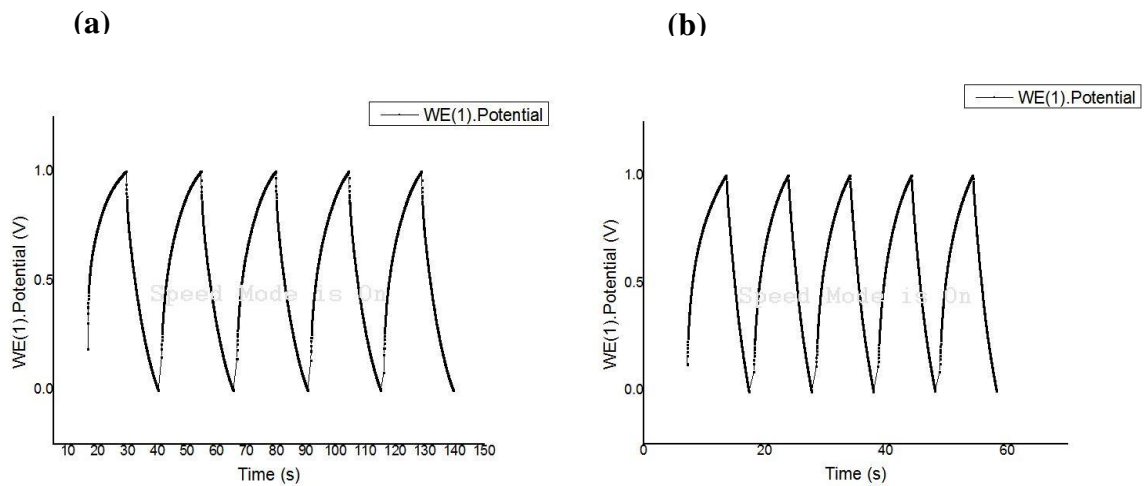 (a)
WE(1).Potential
1.0
0.5
0.0
WE(1).Potential (V)
Speed Mode is On
10 20 30 40 50 60 70 80 90 100 110 120 130 140 150
Time (s)
(b)
WE(1).Potential
1.0
0.5
0.0
WE(1).Potential (V)
Speed Mode is On
0 20 40 60
Time (s)